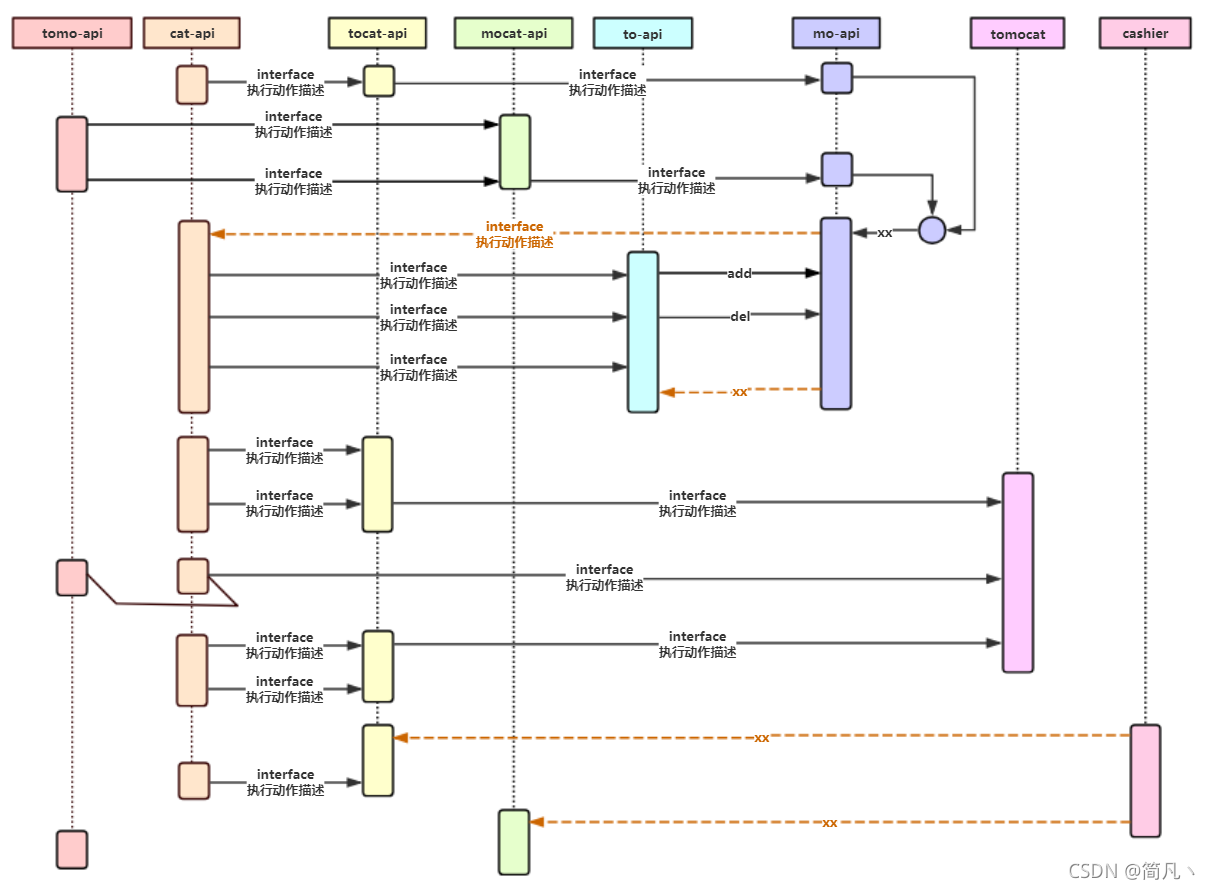 tomo-api
cat-api
tocat-api
mocat-api
to-api
mo-api
tomocat
cashier
interface
执行动作描述
interface
执行动作描述
interface
执行动作描述
interface
执行动作描述
interface
执行动作描述
interface
执行动作描述
xx
interface
执行动作描述
add
interface
执行动作描述
del
interface
执行动作描述
xx
interface
执行动作描述
interface
执行动作描述
interface
执行动作描述
interface
执行动作描述
interface
执行动作描述
interface
执行动作描述
interface
执行动作描述
xx
interface
执行动作描述
xx
CSDN @简凡丶